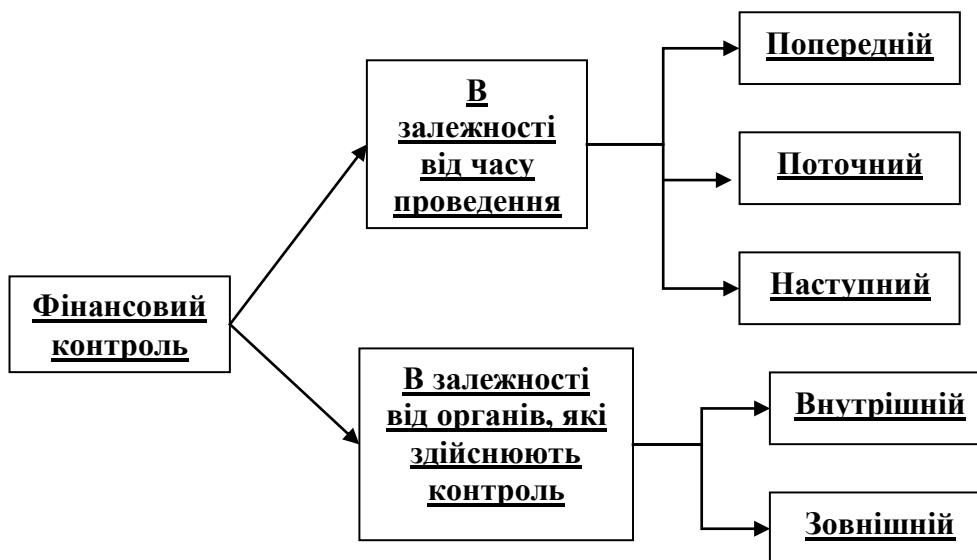 Фінансовий
контроль
В
залежності
від часу
проведення
Попередній
Поточний
Наступний
В залежності
від органів, які
здійснюють
контроль
Внутрішній
Зовнішній